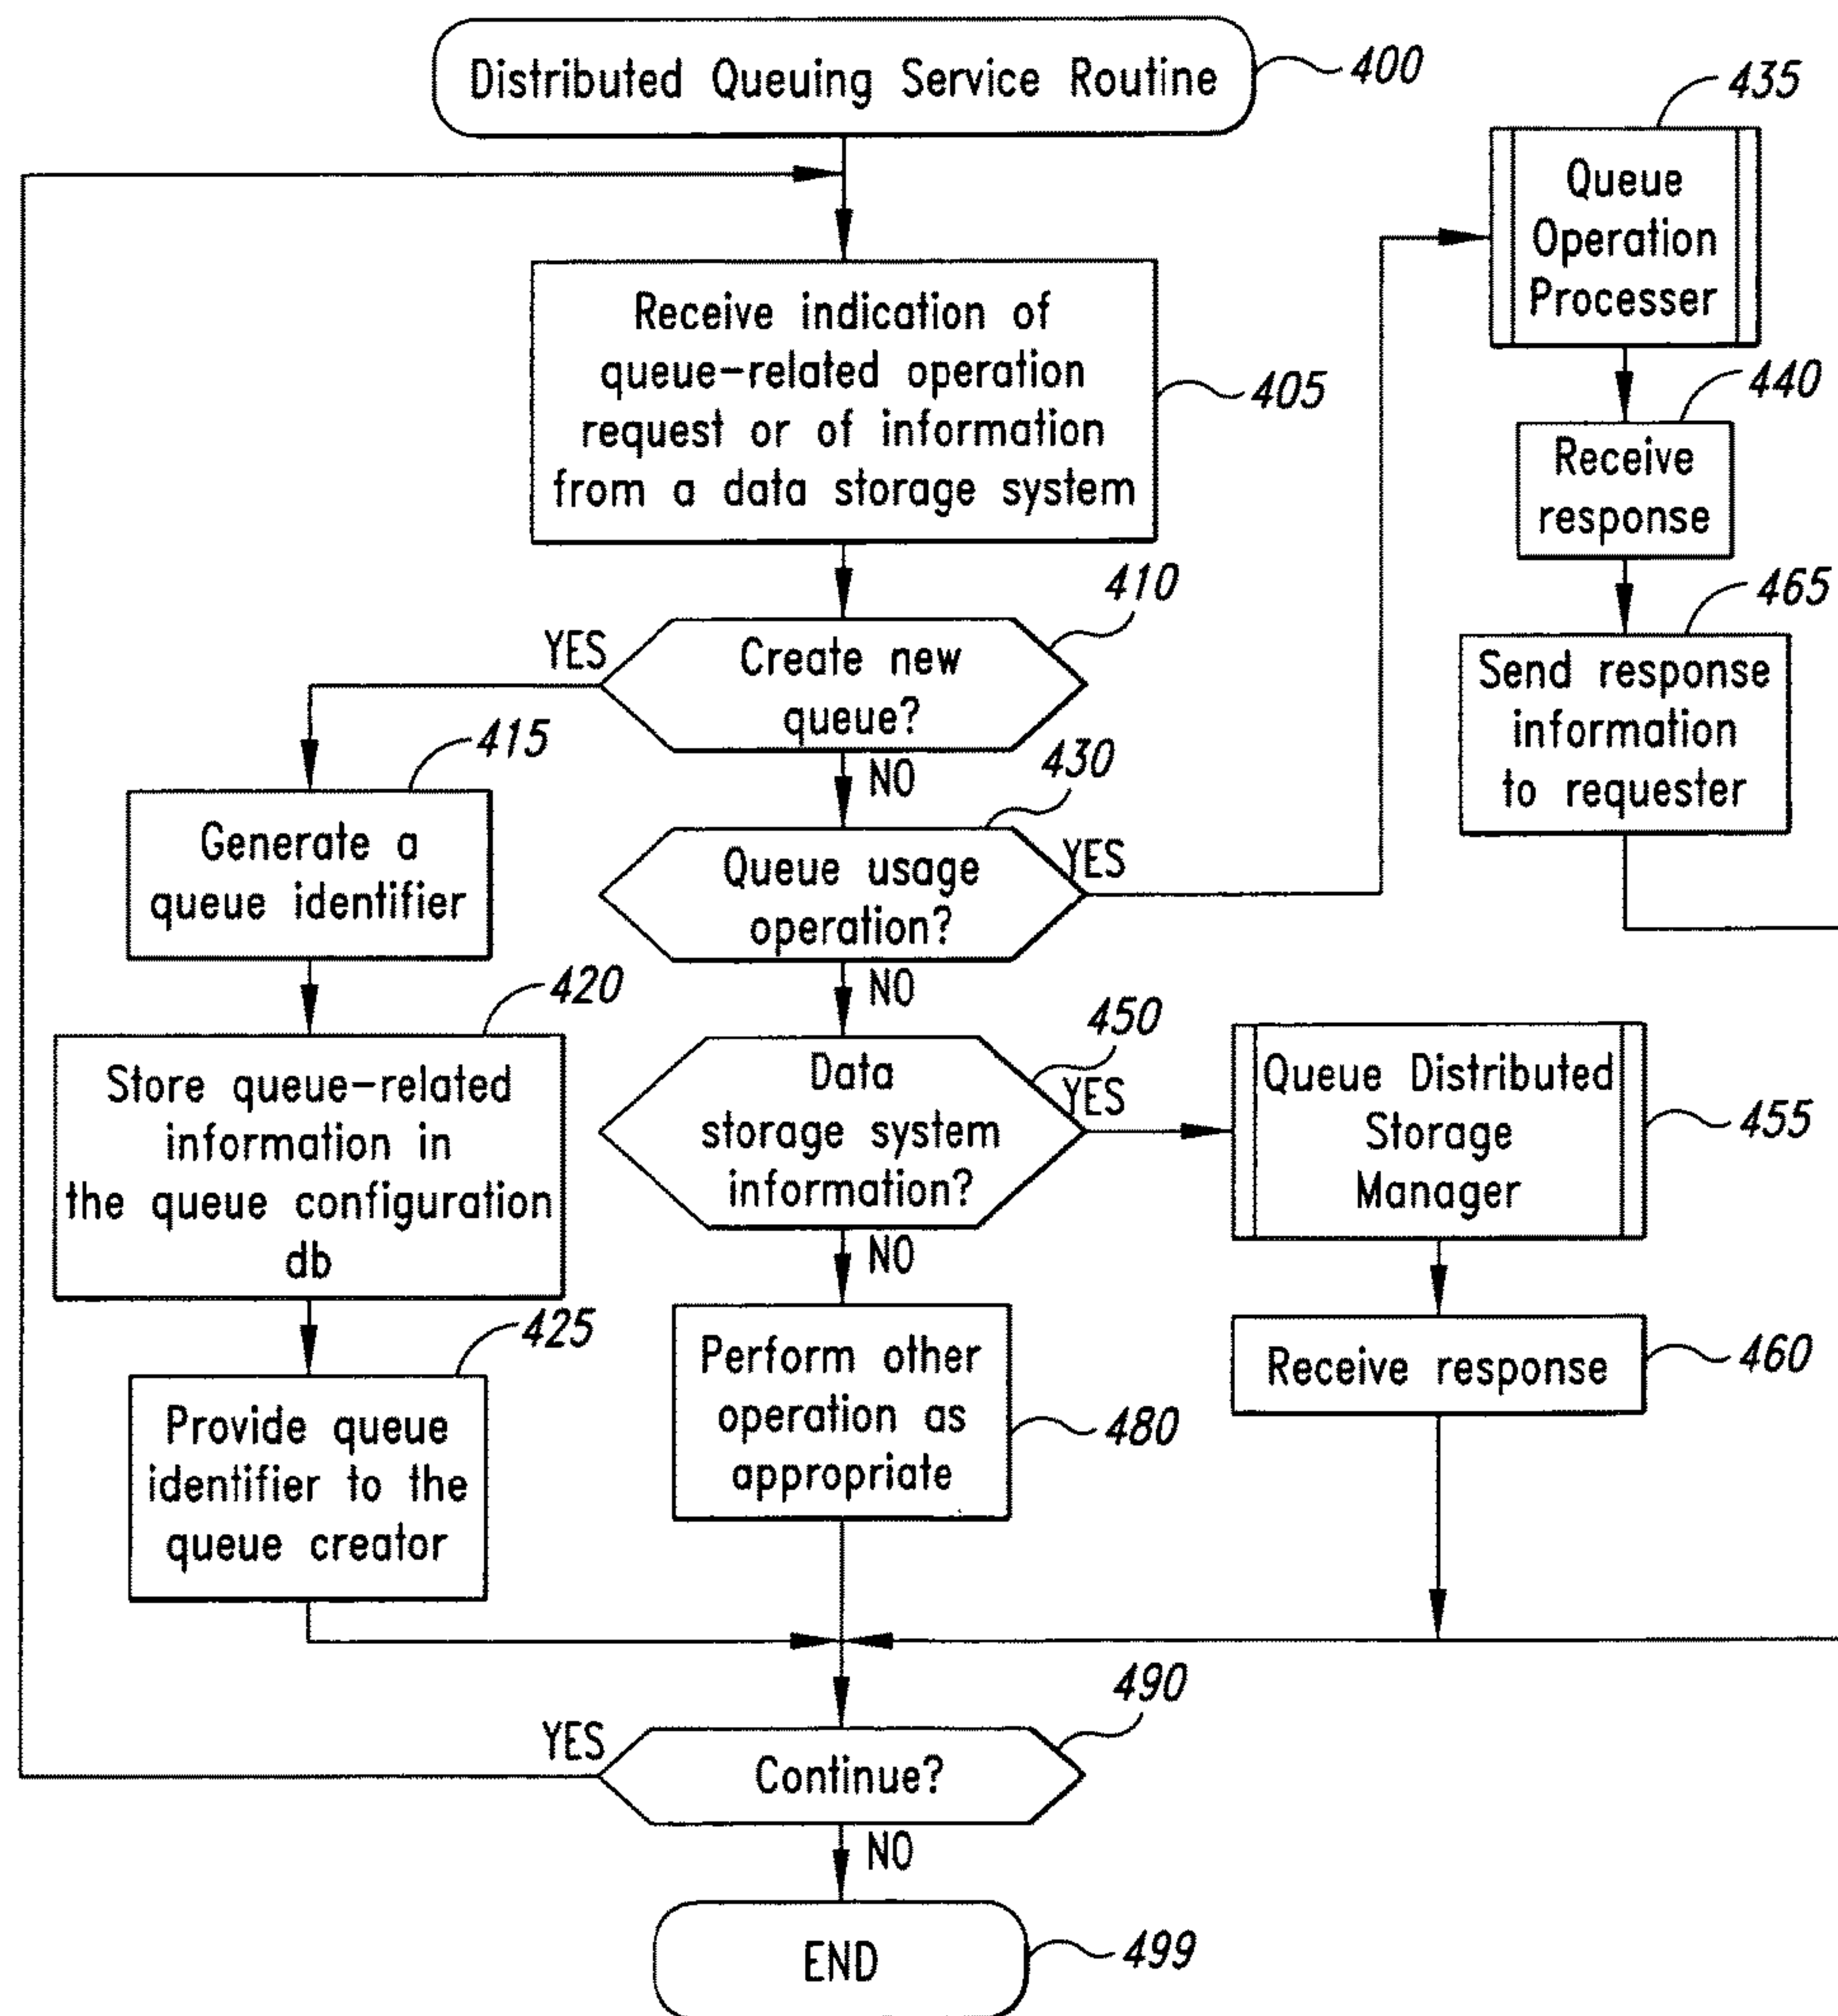 Distributed Queuing Service Routine
400
Receive indication of
queue-related operation
request or of information
from a data storage system
405
Create new
queue?
410
YES
NO
Generate a
queue identifier
415
Store queue-related
information in
the queue configuration
db
420
Provide queue
identifier to the
queue creator
425
Queue usage
operation?
430
YES
NO
Queue
Operation
Processer
435
Receive
response
440
Send response
information
to requester
465
Data
storage system
information?
450
YES
NO
Queue Distributed
Storage
Manager
455
Receive response
460
Perform other
operation as
appropriate
480
Continue?
490
YES
NO
END
499